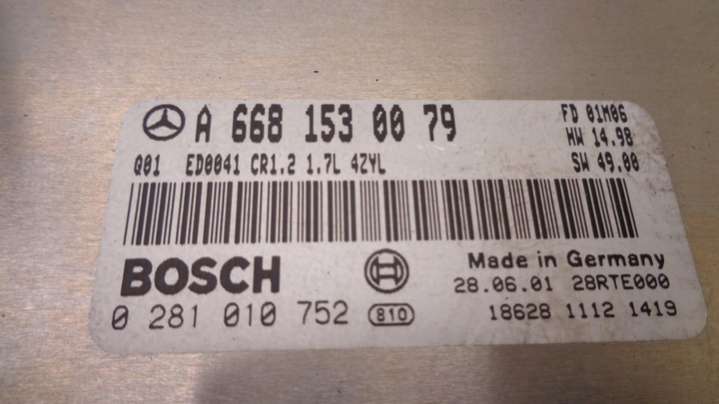 A 668 153 00 79
FD 01M06
HW 14.98
Q01 ED0041 CR1.2 1.7L 4ZYL
SW 49.00
BOSCH
Made in Germany
28.06.01 28RTE000
0 281 010 752 810
18628 1112 1419